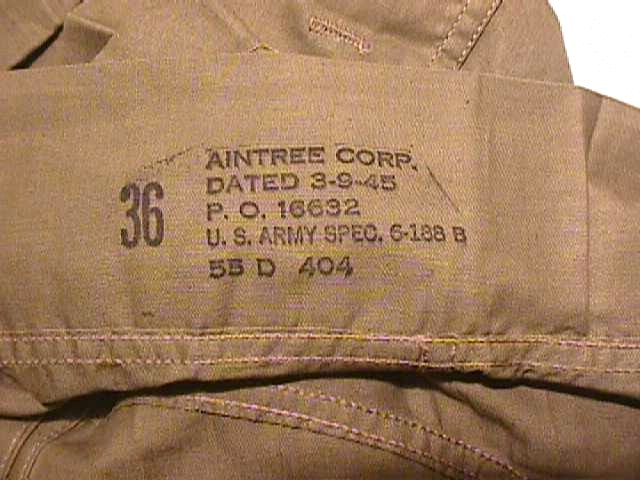 36
AINTREE CORP.
DATED 3-9-45
P. O. 16632
U. S. ARMY SPEC. 6-188 B
55 D 404